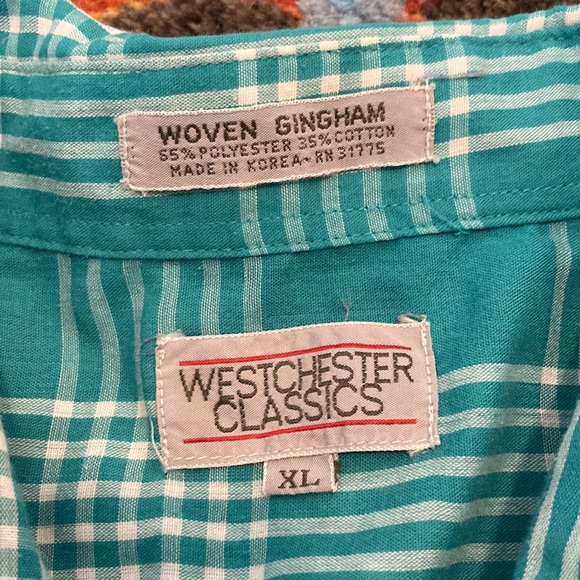 WOVEN GINGHAM
65% POLYESTER 35% COTTON
MADE IN KOREA - RN 31775
WESTCHESTER
CLASSICS
XL